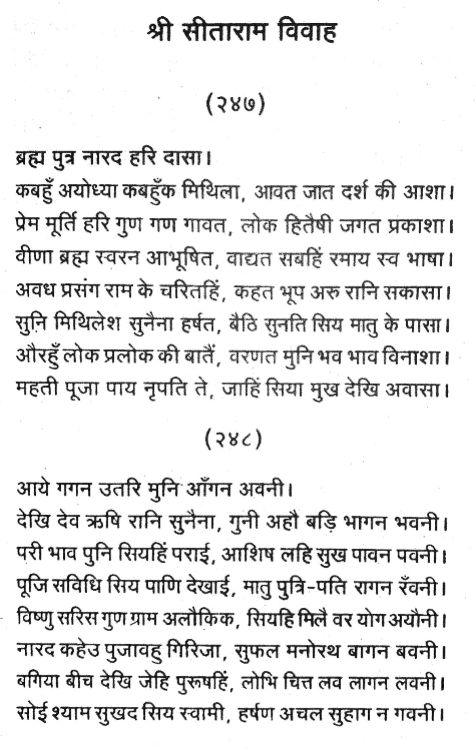 श्री सीताराम विवाह
(२४७)
ब्रह्म पुत्र नारद हरि दासा।
कबहुँ अयोध्या कबहुँक मिथिला, आवत जात दर्श की आशा।
प्रेम मूर्ति हरि गुण गण गावत, लोक हितैषी जगत प्रकाशा।
वीणा ब्रह्म स्वरन आभूषित, वाद्यत सबहिं रमाय स्व भाषा।
अवध प्रसंग राम के चरितहिं, कहत भूप अरु रानि सकासा।
सुनि मिथिलेश सुनैना हर्षत, बैठि सुनति सिय मातु के पासा।
औरहुँ लोक प्रलोक की बातैं, वरणत मुनि भव भाव विनाशा।
महती पूजा पाय नृपति ते, जाहिं सिया मुख देखि अवासा।
(२४८)
आये गगन उतरि मुनि आँगन अवनी।
देखि देव ऋषि रानि सुनैना, गुनी अहौ बड़ि भागन भवनी।
परी भाव पुनि सियहिं पराई, आशिष लहि सुख पावन पवनी।
पूजि सविधि सिय पाणि देखाई, मातु पुत्रि-पति रागन रँवनी।
विष्णु सरिस गुण ग्राम अलौकिक, सियहि मिलै वर योग अयौनी।
नारद कहेउ पुजावहु गिरिजा, सुफल मनोरथ बागन बवनी।
बगिया बीच देखि जेहि पुरूषहिं, लोभि चित्त लव लागन लवनी।
सोई श्याम सुखद सिय स्वामी, हर्षण अचल सुहाग न गवनी।